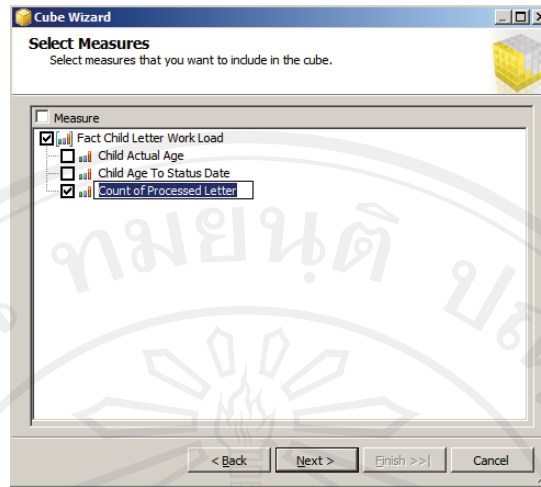 Cube Wizard
Select Measures
Select measures that you want to include in the cube.
Measure
Fact Child Letter Work Load
Child Actual Age
Child Age To Status Date
Count of Processed Letter
< Back Next > Finish >>| Cancel